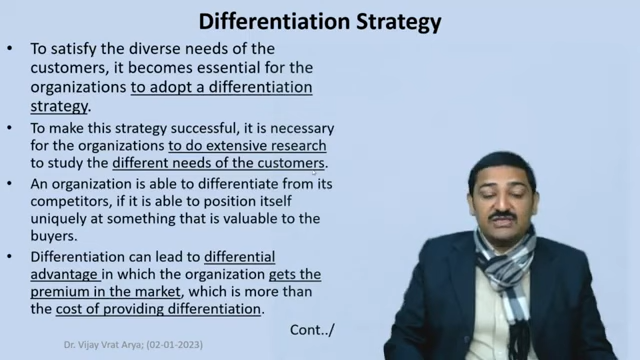 Differentiation Strategy
• To satisfy the diverse needs of the
customers, it becomes essential for the
organizations to adopt a differentiation
strategy.
• To make this strategy successful, it is necessary
for the organizations to do extensive research
to study the different needs of the customers.
• An organization is able to differentiate from its
competitors, if it is able to position itself
uniquely at something that is valuable to the
buyers.
• Differentiation can lead to differential
advantage in which the organization gets the
premium in the market, which is more than
the cost of providing differentiation.
Cont../
Dr. Vijay Vrat Arya; (02-01-2023)